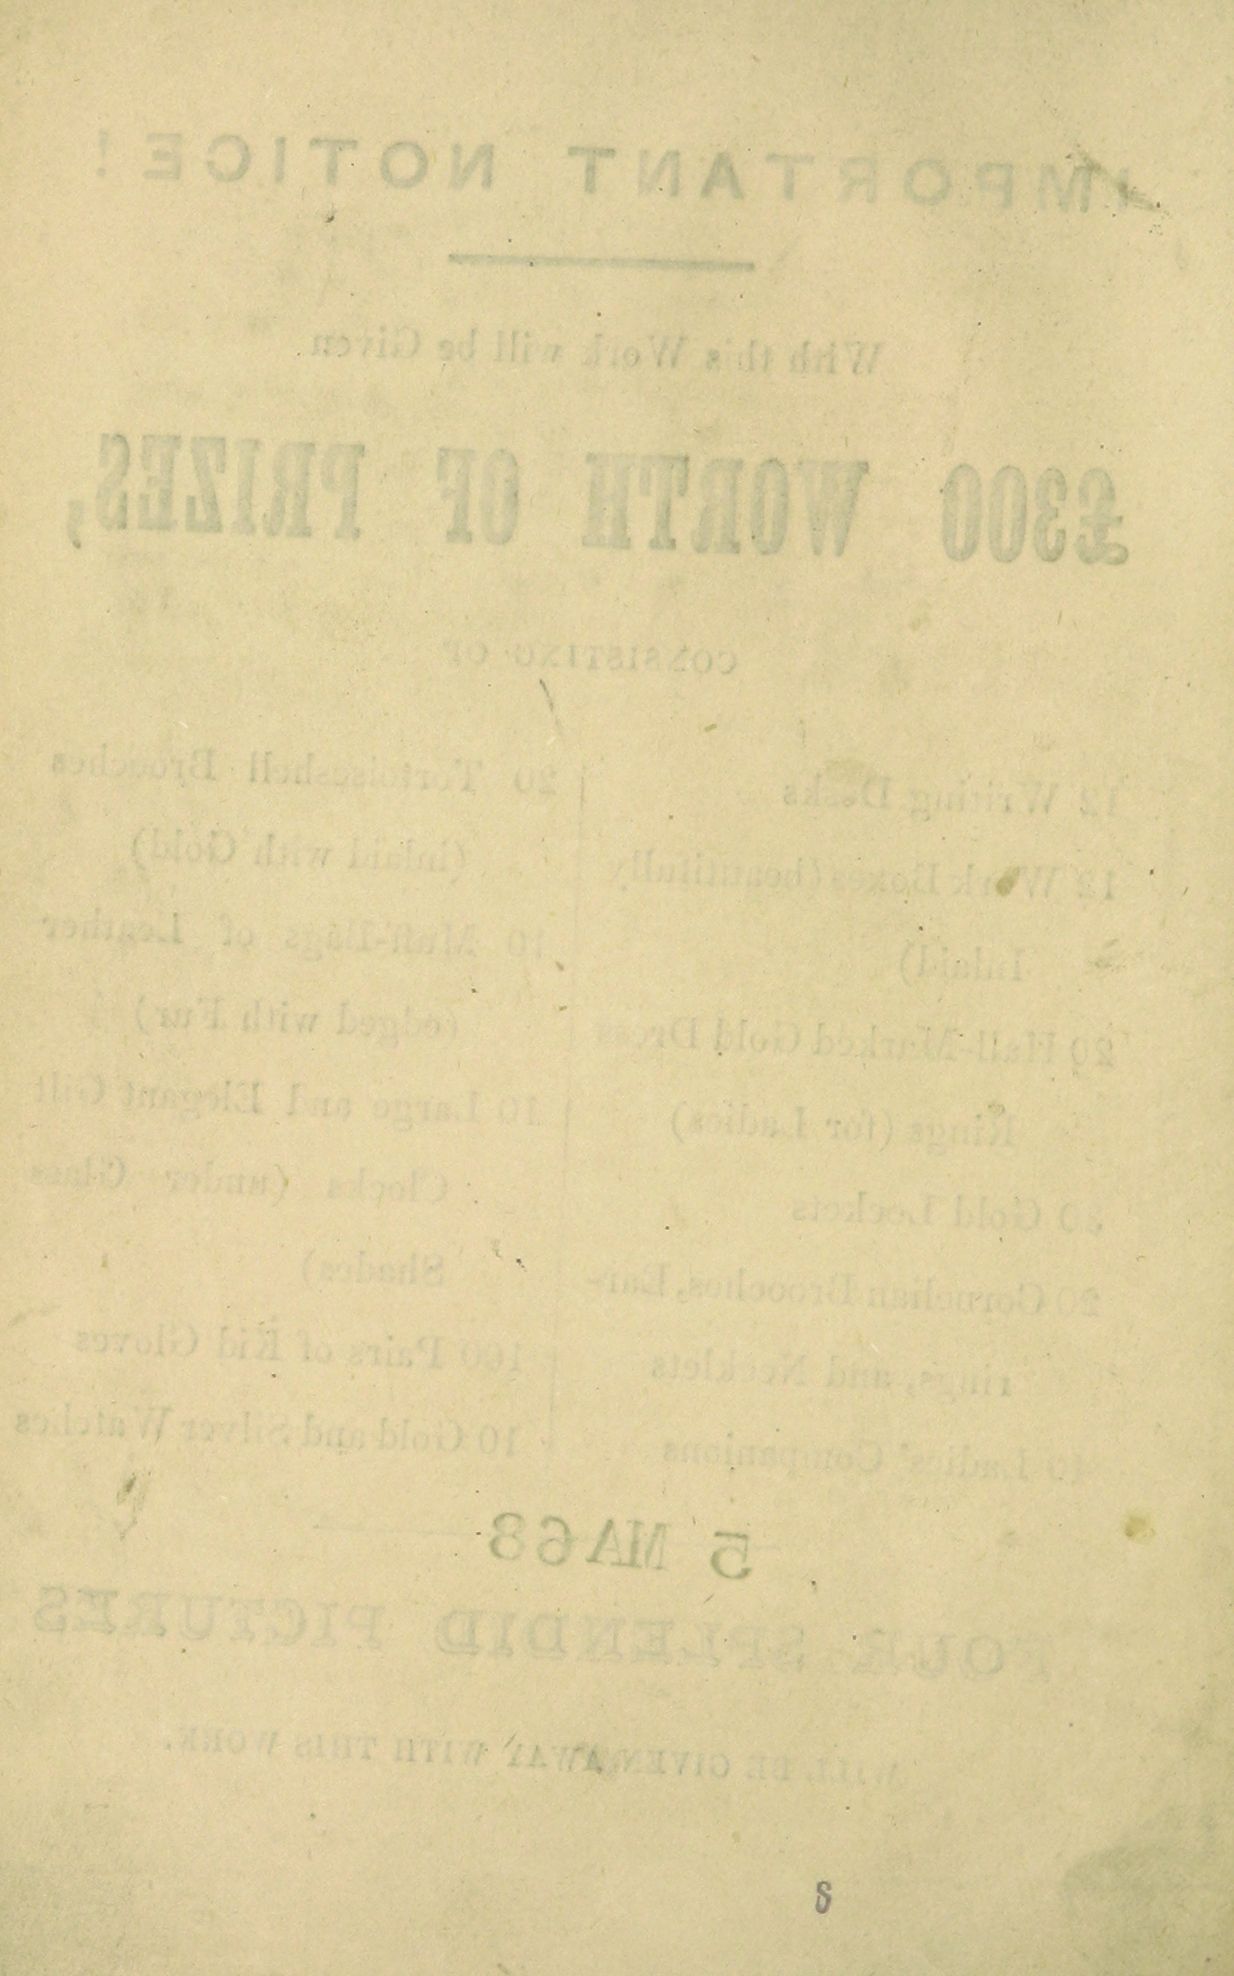 IMPORTANT NOTICE!
With this Work will be Given
£300 WORTH OF PRIZES,
CONSISTING OF
12 Writing Desks
12 Work Boxes (beautifully
Inlaid)
20 Hall-Marked Gold Dress
Rings (for Ladies)
Gold Lockets
20 Cornelian Brooches, Ear-
rings, and Necklets
Ladies' Companions
20 Tortoiseshell Brooches
(inlaid with Gold)
10 Muff-Bags of Leather
(edged with Fur)
10 Large and Elegant Gilt
Clocks (under Glass
Shades)
100 Pairs of Kid Gloves
10 Gold and Silver Watches
5 MA68
FOUR SPLENDID PICTURES
WILL BE GIVEN AWAY WITH THIS WORK.